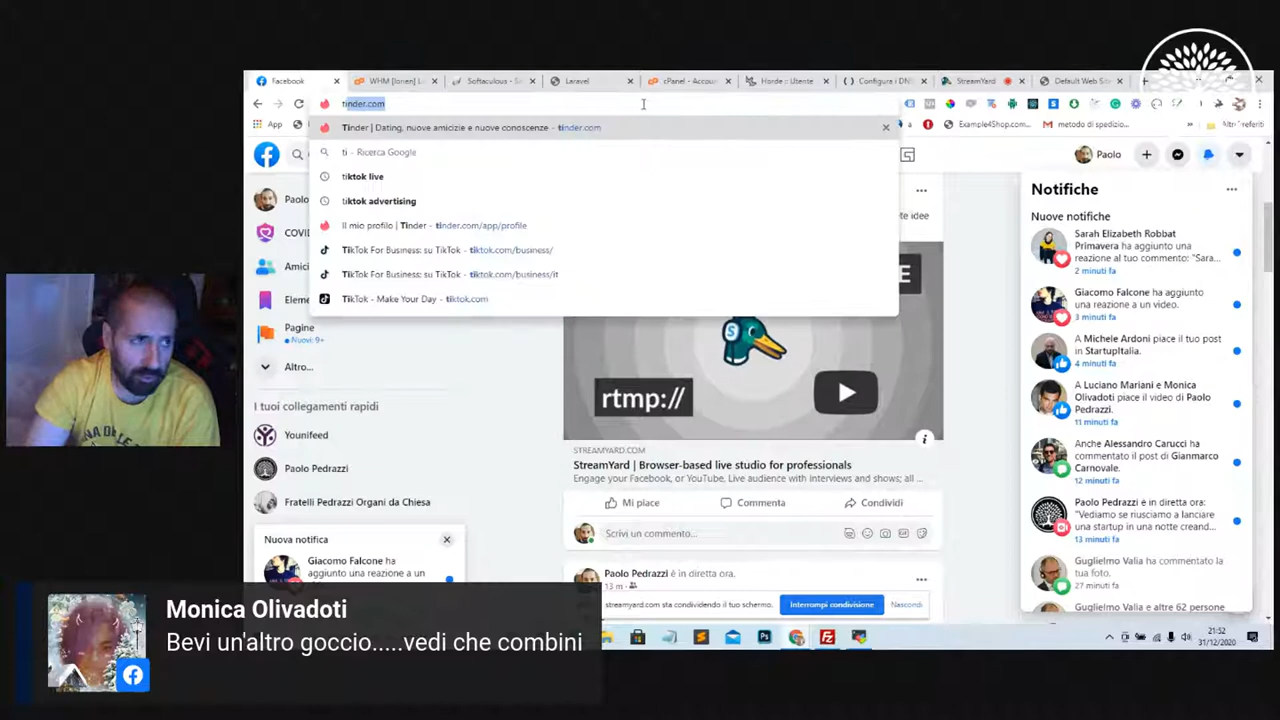 Facebook
WHM [lorien] L
Softaculous - S
Laravel
cPanel - Accou
Horde :: Utente
Configura i DN
StreamYard
Default Web Sit
tinder.com
App
Tinder | Dating, nuove amicizie e nuove conoscenze - tinder.com
Example4Shop.com
metodo di spedizio...
Altri Preferiti
ti - Ricerca Google
Paolo
tiktok live
tiktok advertising
Il mio profilo | Tinder - tinder.com/app/profile
TikTok For Business: su TikTok - tiktok.com/business/
TikTok For Business: su TikTok - tiktok.com/business/it
TikTok - Make Your Day - tiktok.com
Paolo
COVI
Amici
Eleme
Pagine
Nuovi: 9+
Altro...
I tuoi collegamenti rapidi
Younifeed
Paolo Pedrazzi
Fratelli Pedrazzi Organi da Chiesa
Nuova notifica
Giacomo Falcone ha
aggiunto una reazione a un
te idee
E
S
rtmp://
STREAMYARD.COM
StreamYard | Browser-based live studio for professionals
Engage your Facebook, or YouTube, Live audience with interviews and shows; all ...
Mi piace
Commenta
Condividi
Scrivi un commento...
Paolo Pedrazzi è in diretta ora.
13 m
streamyard.com sta condividendo il tuo schermo.
Interrompi condivisione
Nascondi
Notifiche
Nuove notifiche
Sarah Elizabeth Robbat
Primavera ha aggiunto una
reazione al tuo commento: "Sara...
2 minuti fa
Giacomo Falcone ha aggiunto
una reazione a un video.
3 minuti fa
A Michele Ardoni piace il tuo post
in StartupItalia.
4 minuti fa
A Luciano Mariani e Monica
Olivadoti piace il video di Paolo
Pedrazzi.
11 minuti fa
Anche Alessandro Carucci ha
commentato il post di Gianmarco
Carnovale.
12 minuti fa
Paolo Pedrazzi è in diretta ora:
"Vediamo se riusciamo a lanciare
una startup in una notte creand...
13 minuti fa
Guglielmo Valia ha commentato la
tua foto.
27 minuti fa
Guglielmo Valia e altre 62 persone
21:52
31/12/2020
Monica Olivadoti
Bevi un'altro goccio.....vedi che combini